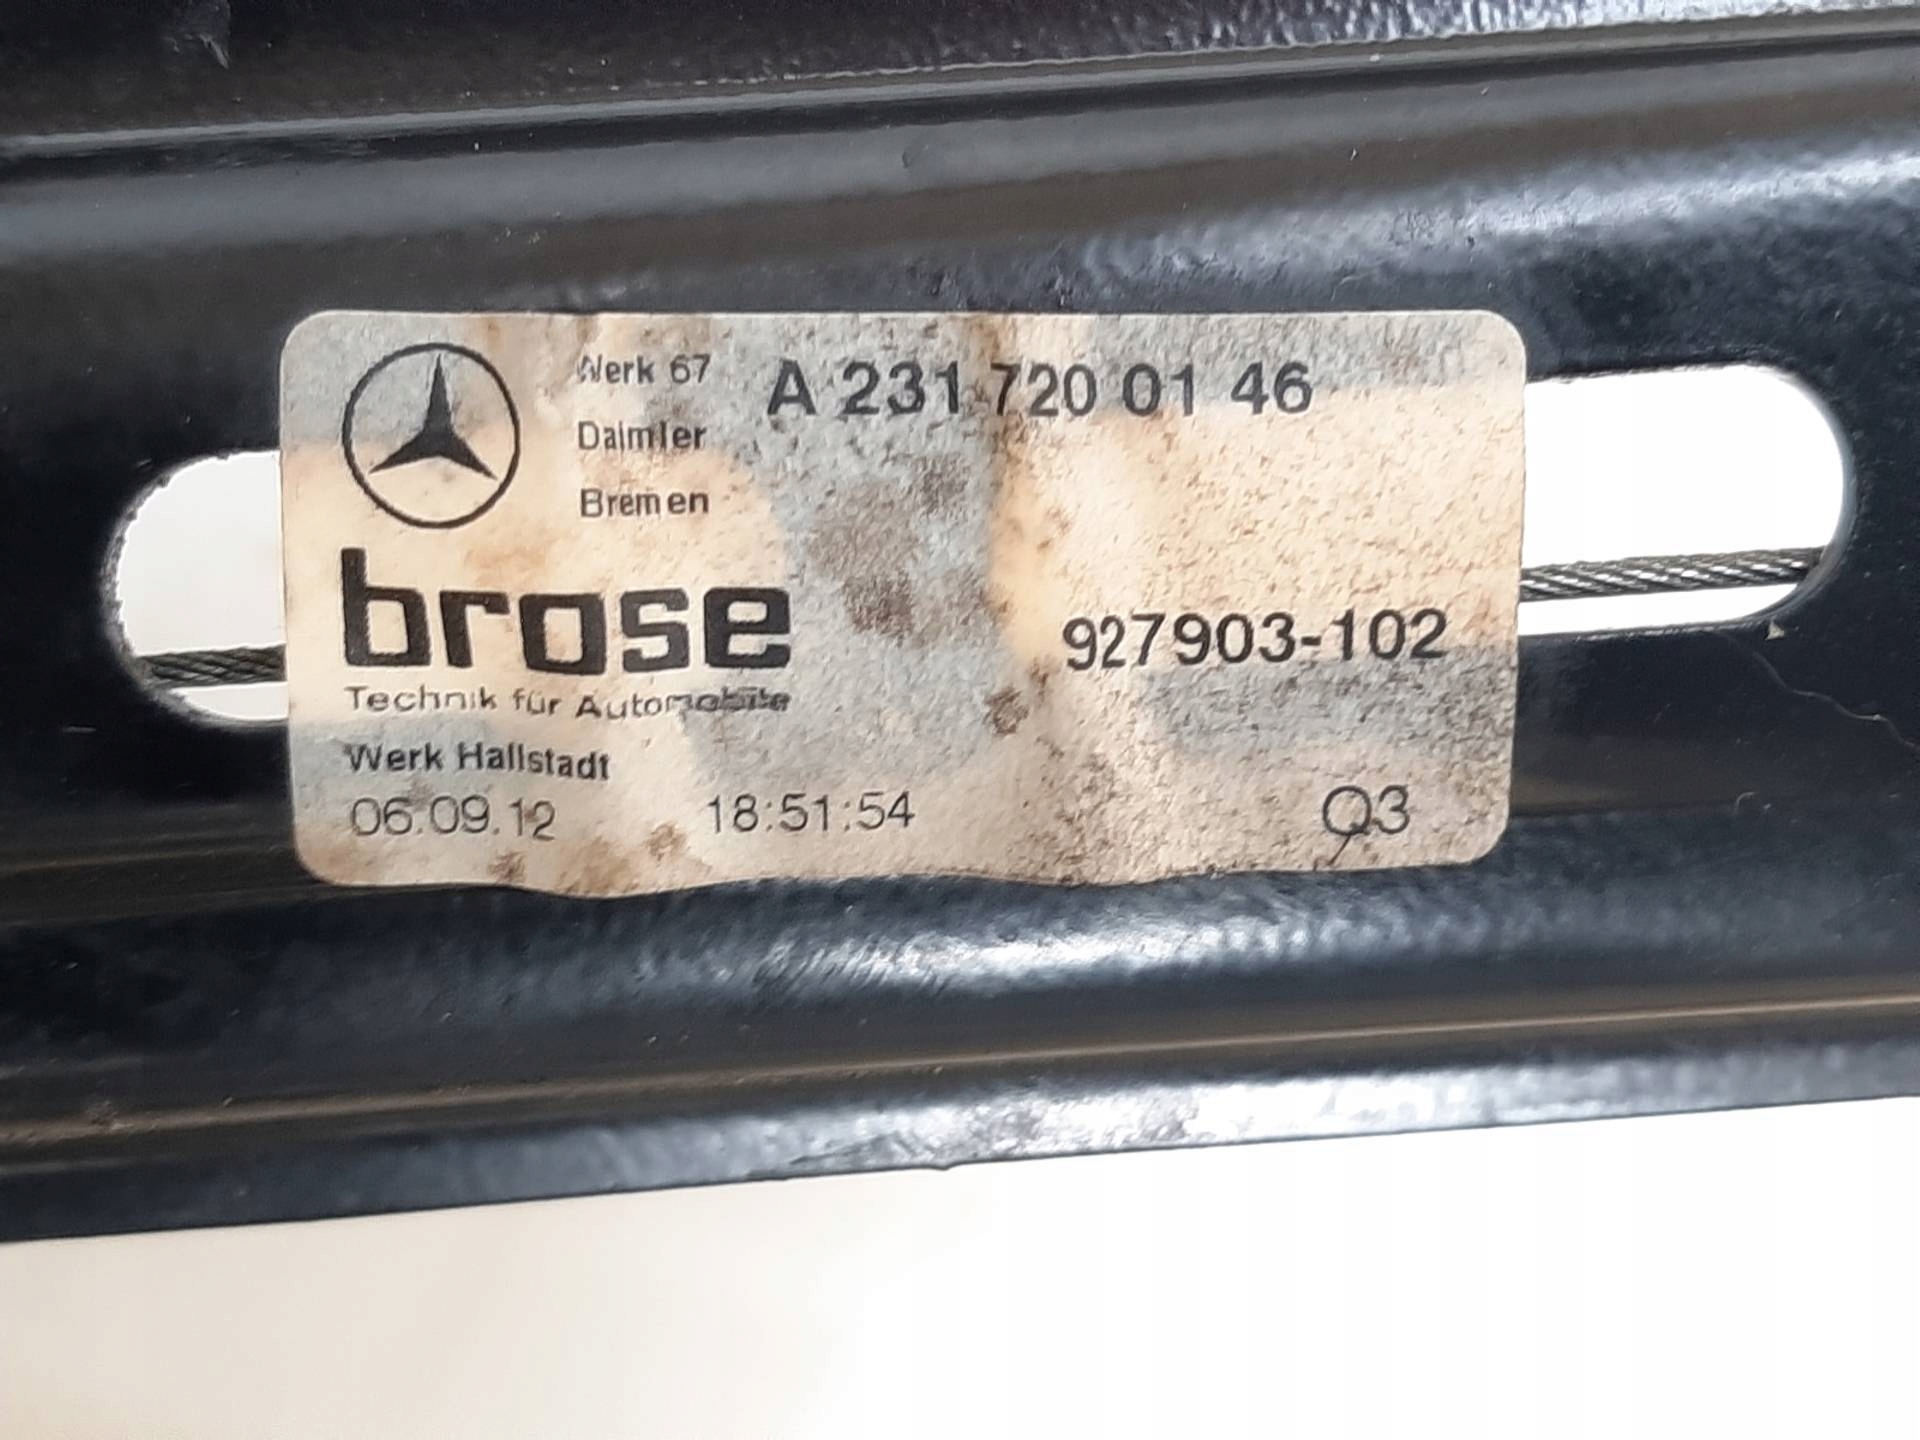 Werk 67 A 231 720 01 46
Daimler
Bremen
brose
927903-102
Technik für Automobile
Werk Hallstadt
06.09.12 18:51:54 Q3